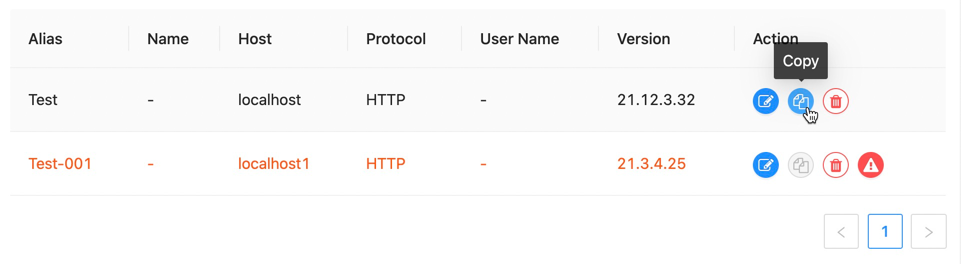 Alias Name Host Protocol User Name Version Action
Copy
Test - localhost HTTP - 21.12.3.32
Test-001 - localhost1 HTTP - 21.3.4.25
< 1 >